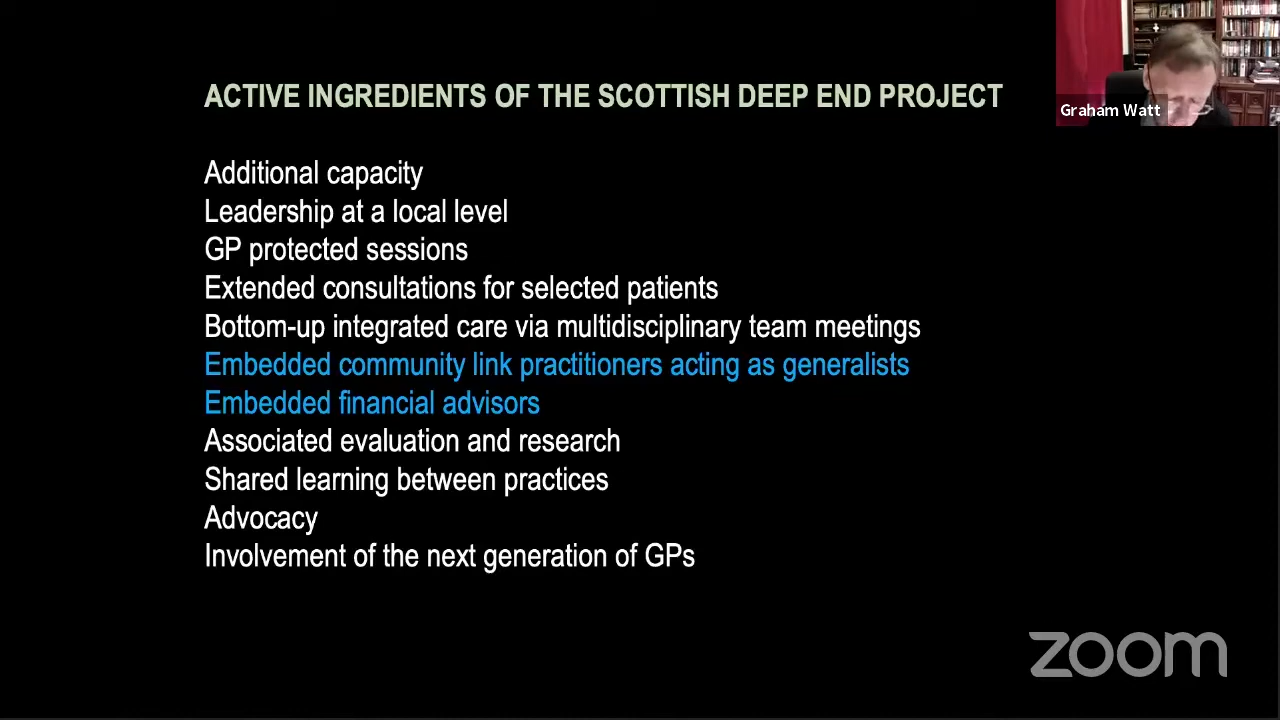 ACTIVE INGREDIENTS OF THE SCOTTISH DEEP END PROJECT
Graham Watt
Additional capacity
Leadership at a local level
GP protected sessions
Extended consultations for selected patients
Bottom-up integrated care via multidisciplinary team meetings
Embedded community link practitioners acting as generalists
Embedded financial advisors
Associated evaluation and research
Shared learning between practices
Advocacy
Involvement of the next generation of GPs
zoom